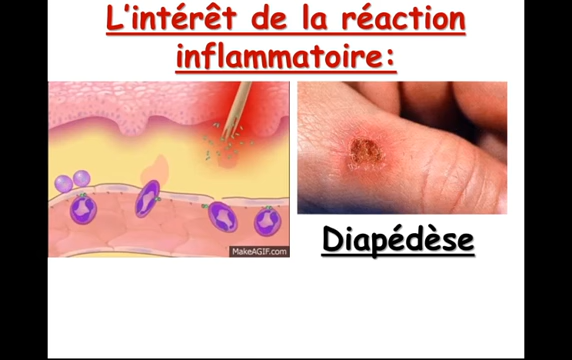 L'intérêt de la réaction
inflammatoire:
MakeAGIF.com
Diapédèse